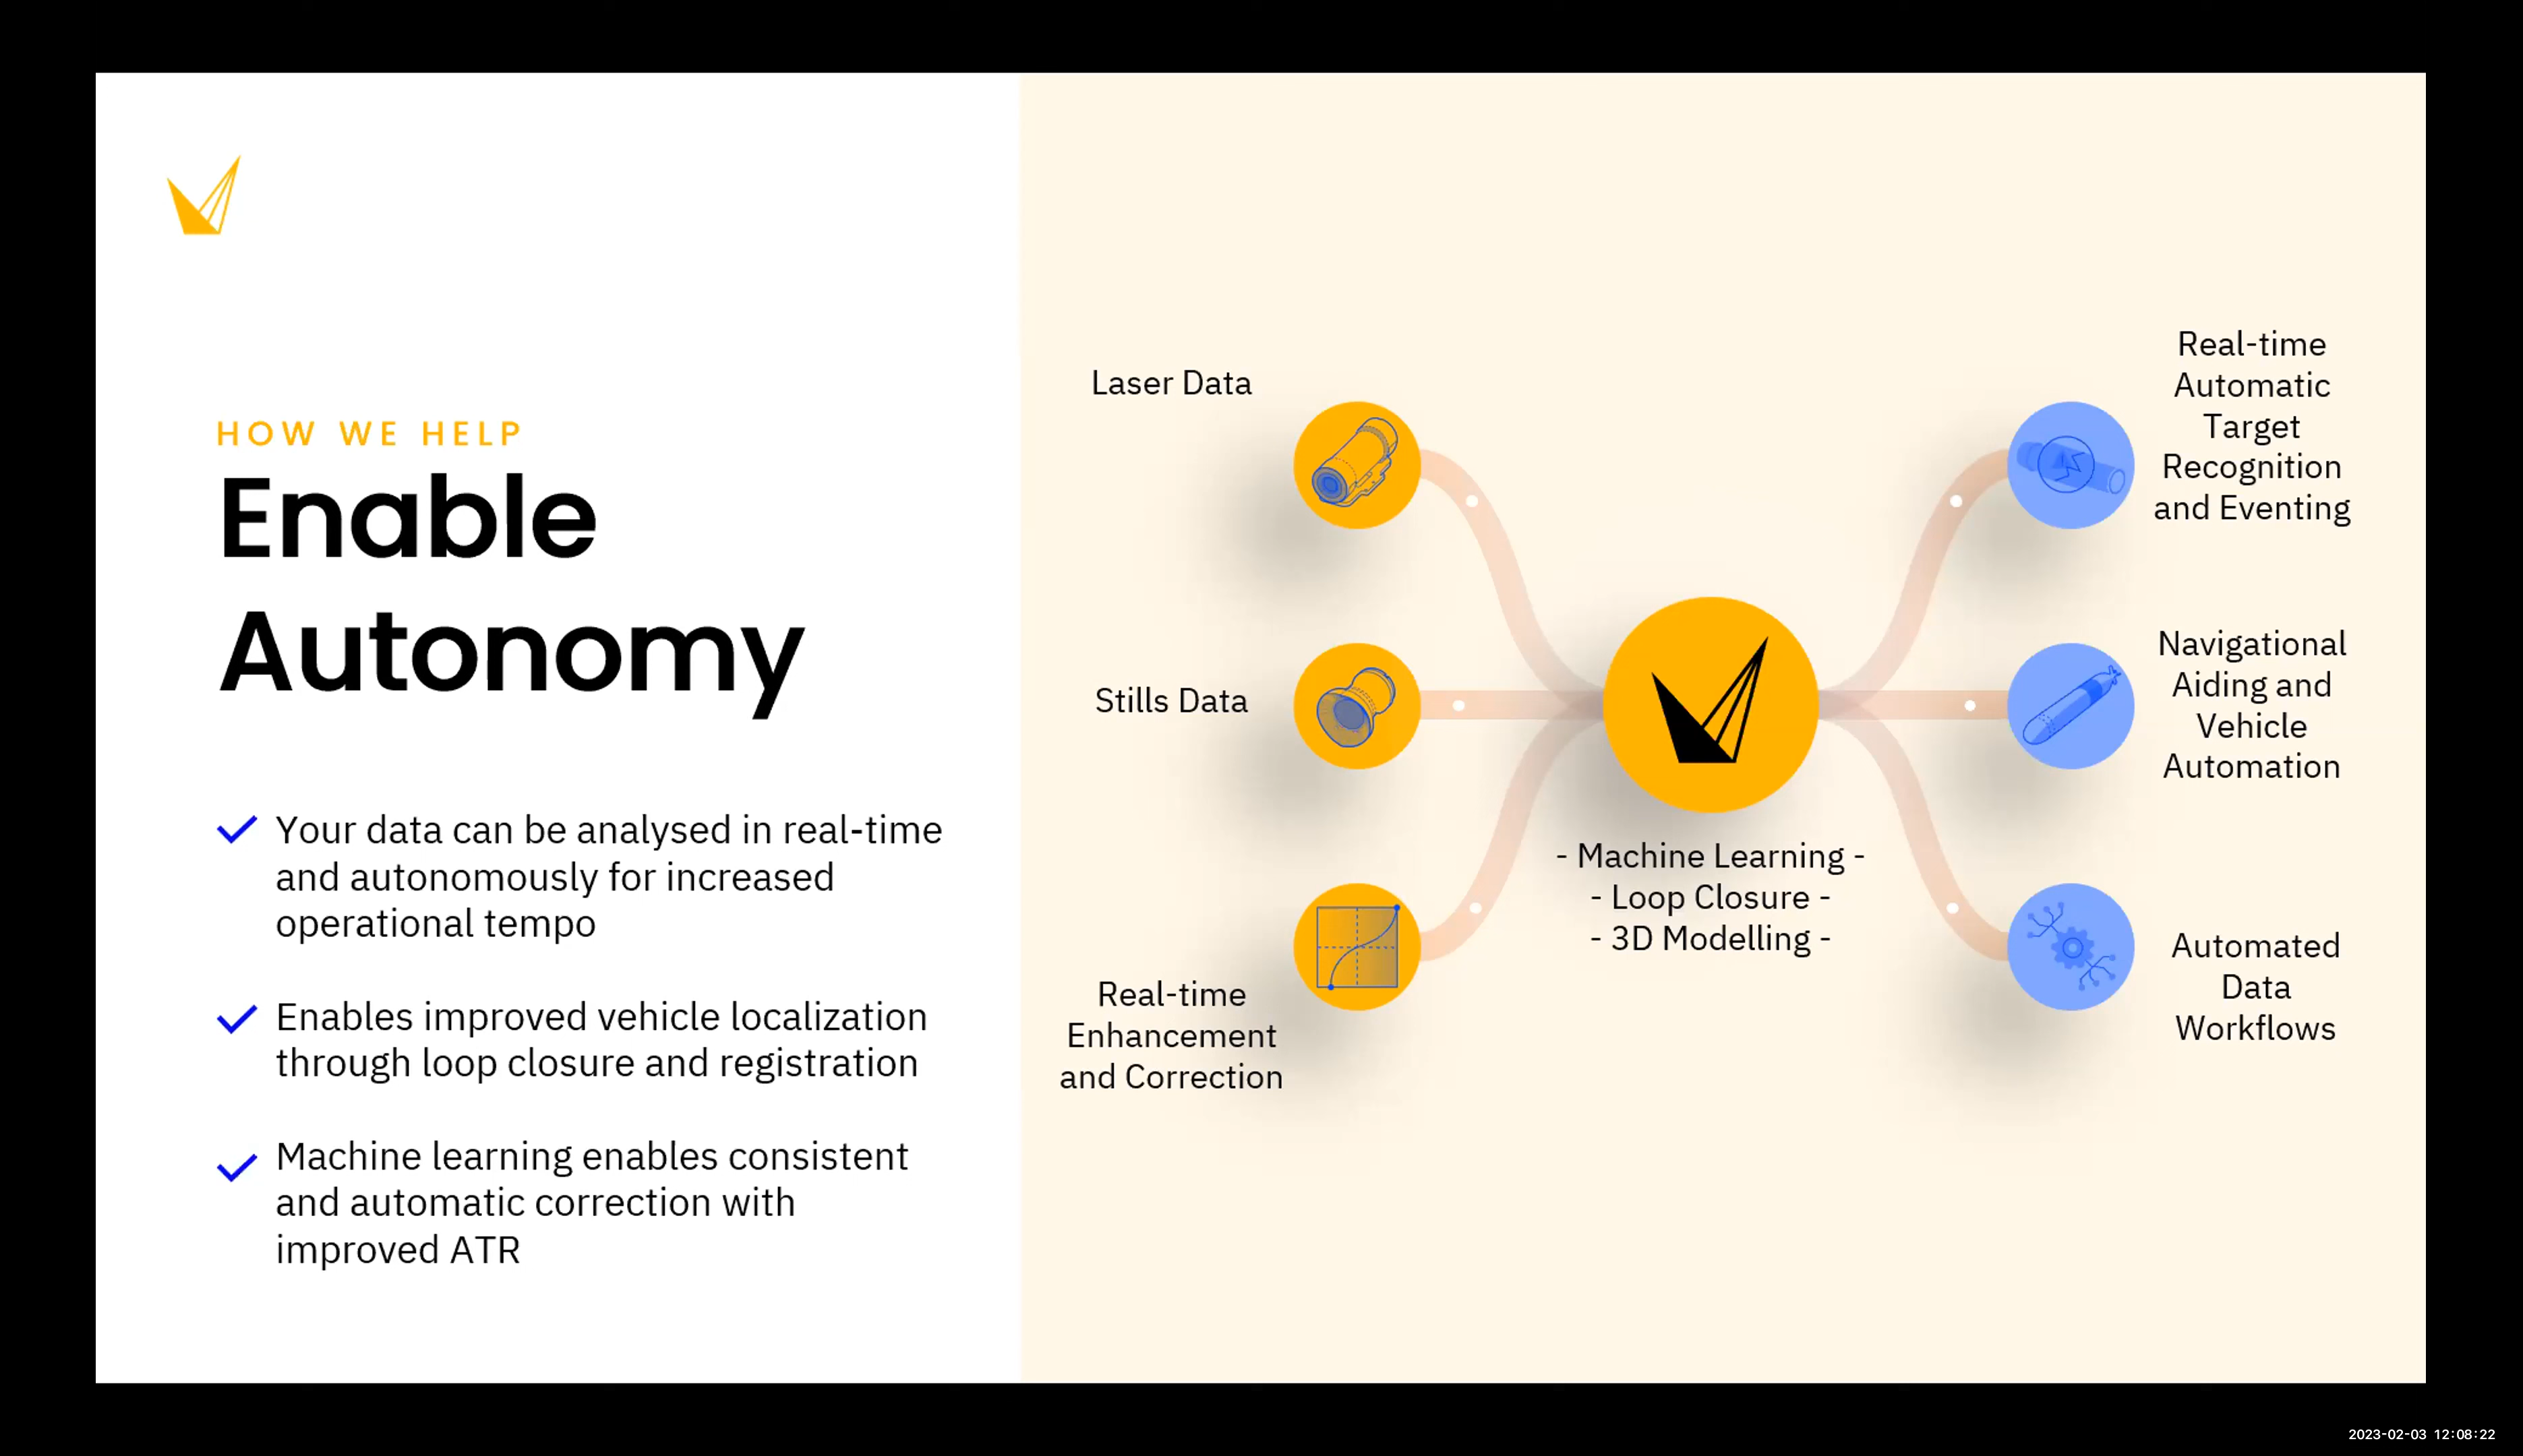 HOW WE HELP
Enable
Autonomy
Your data can be analysed in real-time
and autonomously for increased
operational tempo
Enables improved vehicle localization
through loop closure and registration
Machine learning enables consistent
and automatic correction with
improved ATR
Laser Data
Stills Data
Real-time
Enhancement
and Correction
- Machine Learning -
- Loop Closure -
- 3D Modelling -
Real-time
Automatic
Target
Recognition
and Eventing
Navigational
Aiding and
Vehicle
Automation
Automated
Data
Workflows
2023-02-03 12:08:22